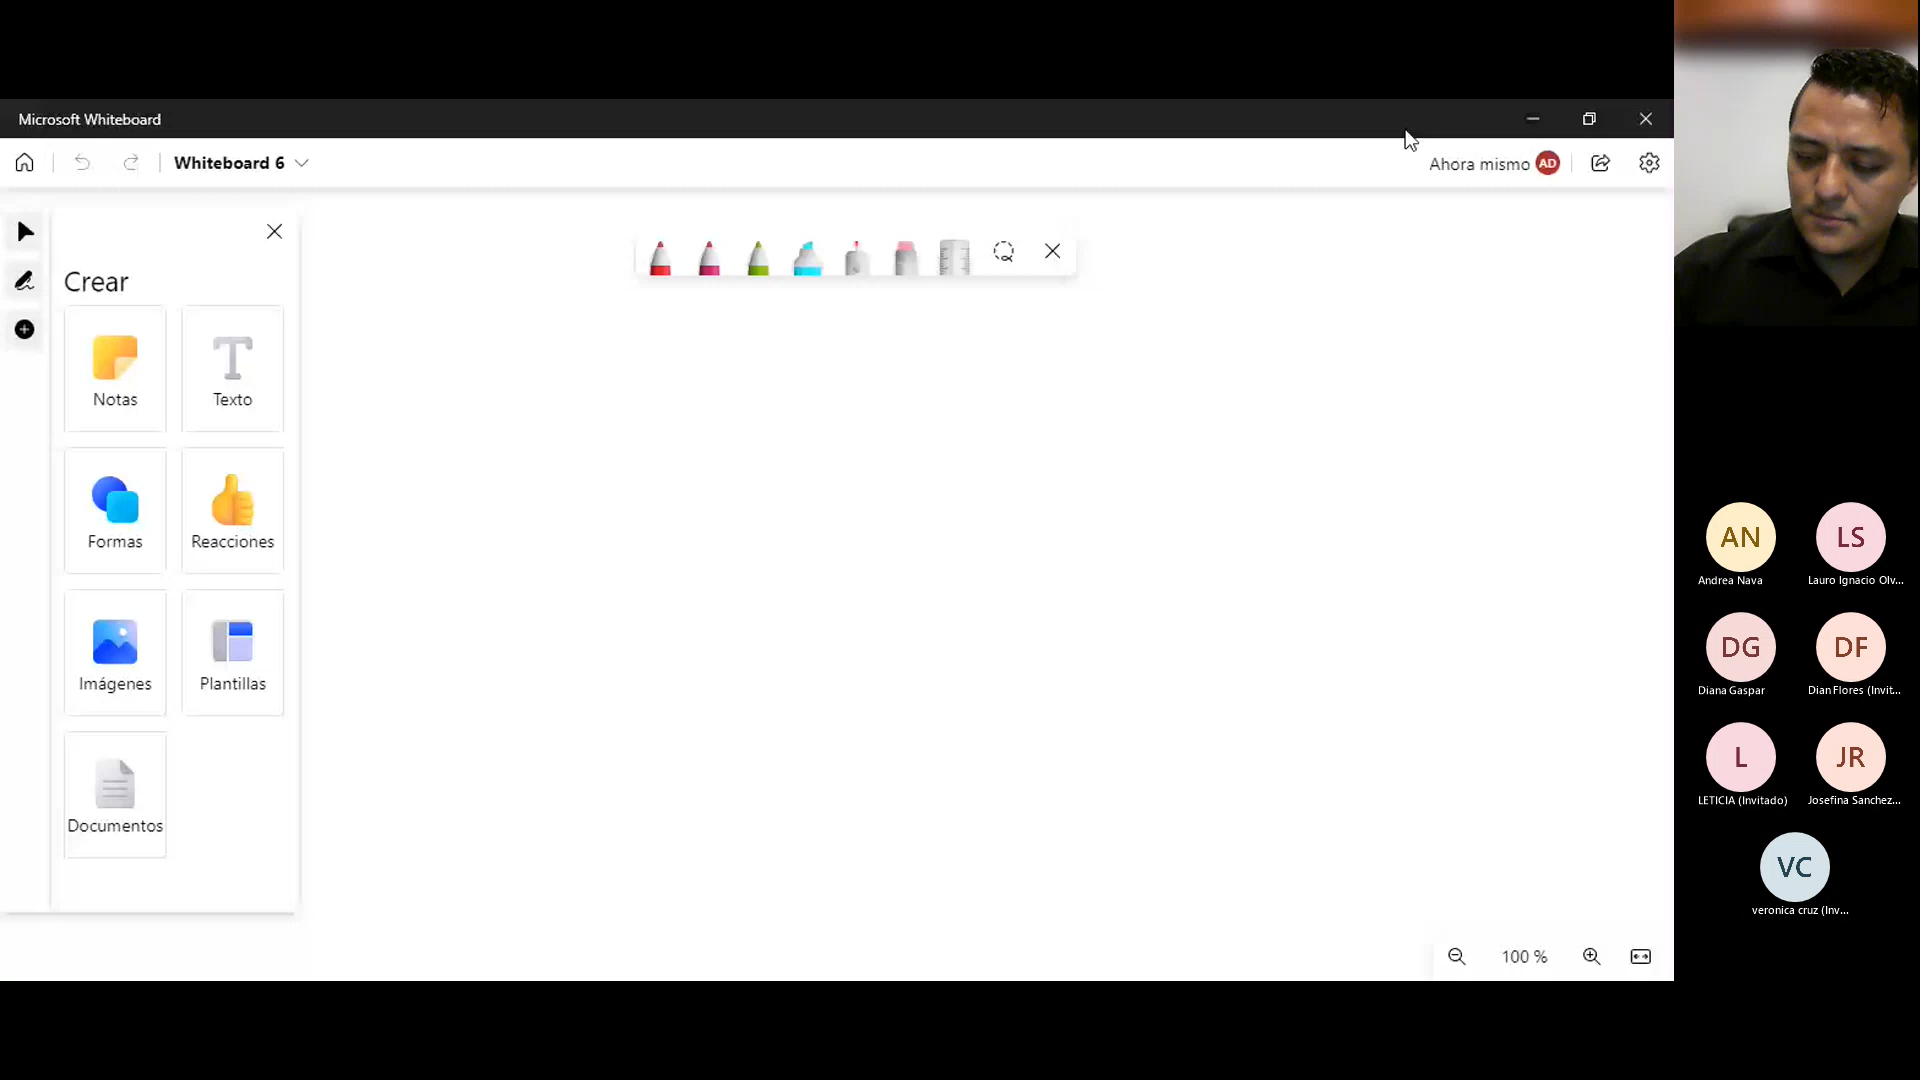 Microsoft Whiteboard
Whiteboard 6
Ahora mismo AD
Crear
Notas
Texto
Formas
Reacciones
Imágenes
Plantillas
Documentos
100 %
AN
LS
Andrea Nava
Lauro Ignacio Olv...
DG
DF
Diana Gaspar
Dian Flores (Invit...
L
JR
LETICIA (Invitado)
Josefina Sanchez...
VC
veronica cruz (Inv...